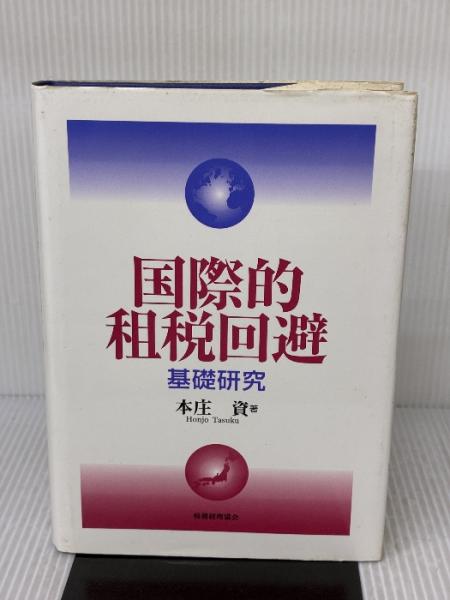 国際的
租税回避
基礎研究
本庄 資著
Honjo Tasuku
税務経理協会